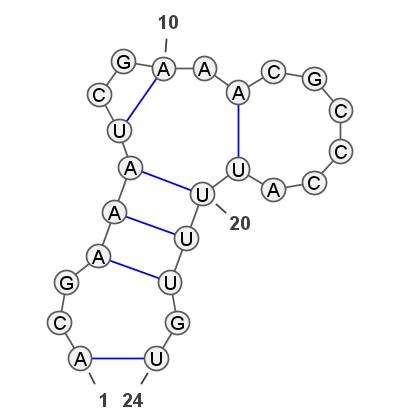 10
G A A C G
C A C
U C
A U A C
U
A 20
U
A
G U
C G
A U
1 24